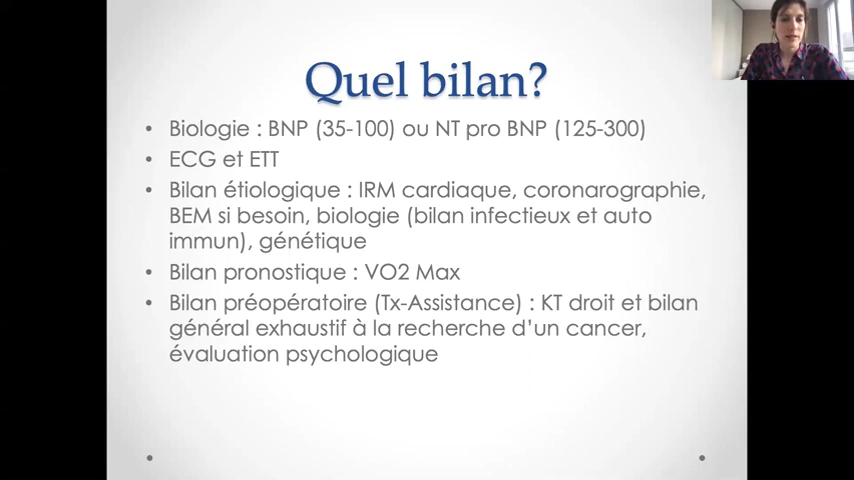 Quel bilan?
• Biologie : BNP (35-100) ou NT pro BNP (125-300)
• ECG et ETT
• Bilan étiologique : IRM cardiaque, coronarographie,
BEM si besoin, biologie (bilan infectieux et auto
immun), génétique
• Bilan pronostique : VO2 Max
• Bilan préopératoire (Tx-Assistance) : KT droit et bilan
général exhaustif à la recherche d’un cancer,
évaluation psychologique